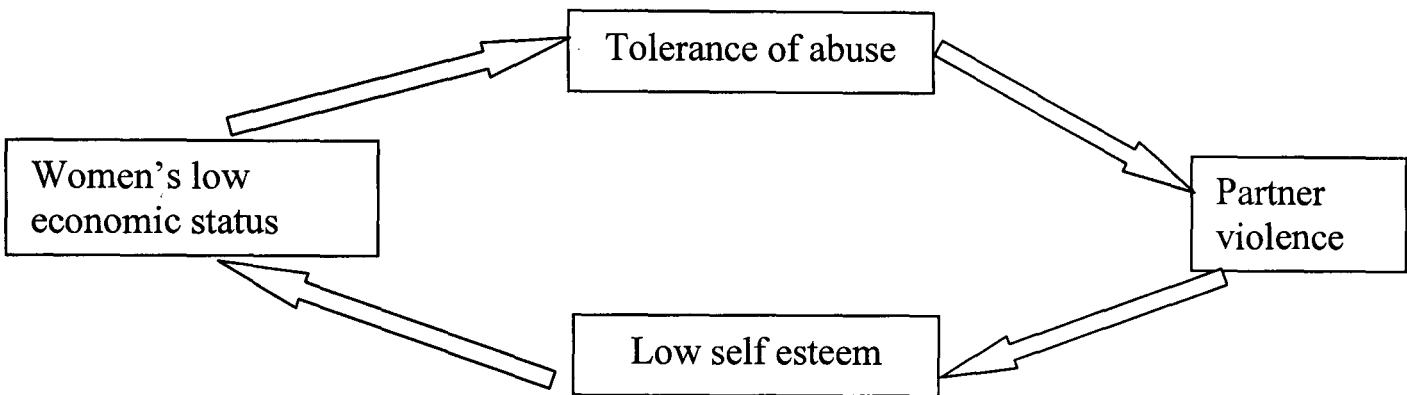 Tolerance of abuse
Women's low
economic status
Partner
violence
Low self esteem